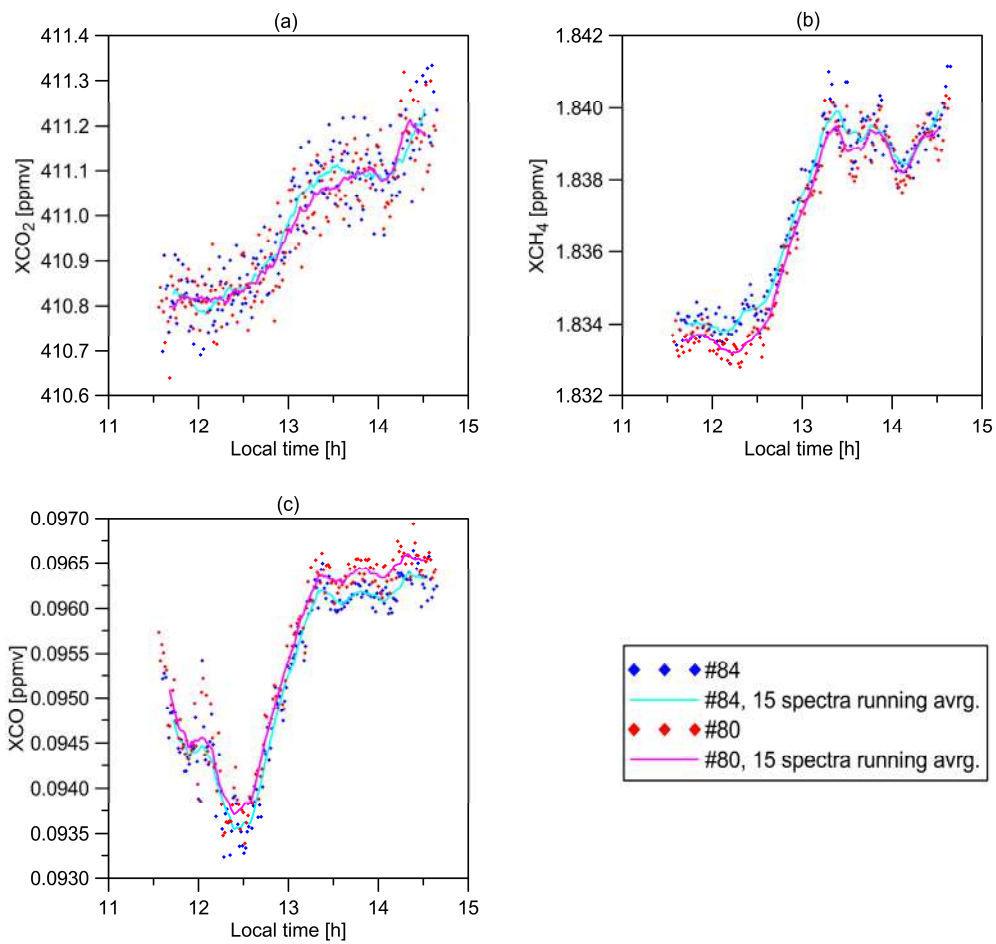 (a)
XCO2 [ppmv]
411.4
411.3
411.2
411.1
411.0
410.9
410.8
410.7
410.6
11 12 13 14 15
Local time [h]
(b)
XCH4 [ppmv]
1.842
1.840
1.838
1.836
1.834
1.832
11 12 13 14 15
Local time [h]
(c)
XCO [ppmv]
0.0970
0.0965
0.0960
0.0955
0.0950
0.0945
0.0940
0.0935
0.0930
11 12 13 14 15
Local time [h]
#84
#84, 15 spectra running avrg.
#80
#80, 15 spectra running avrg.